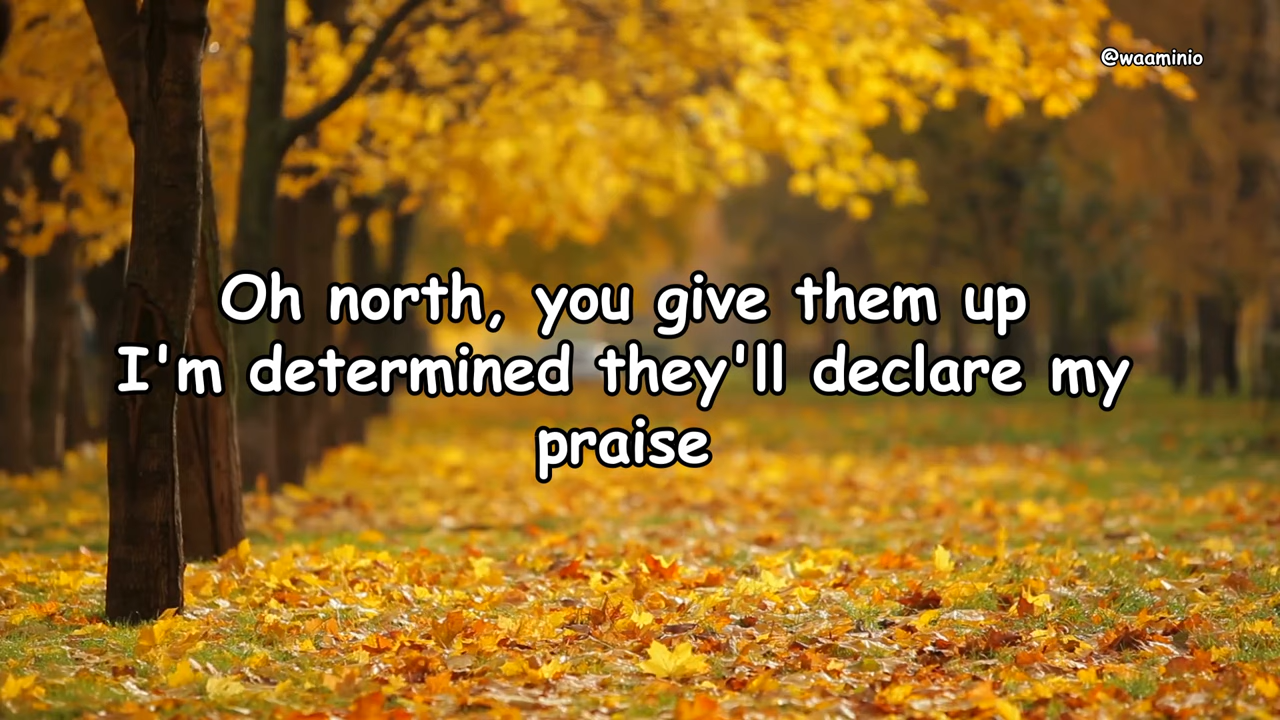 @waaminio
Oh north, you give them up
I'm determined they'll declare my
praise